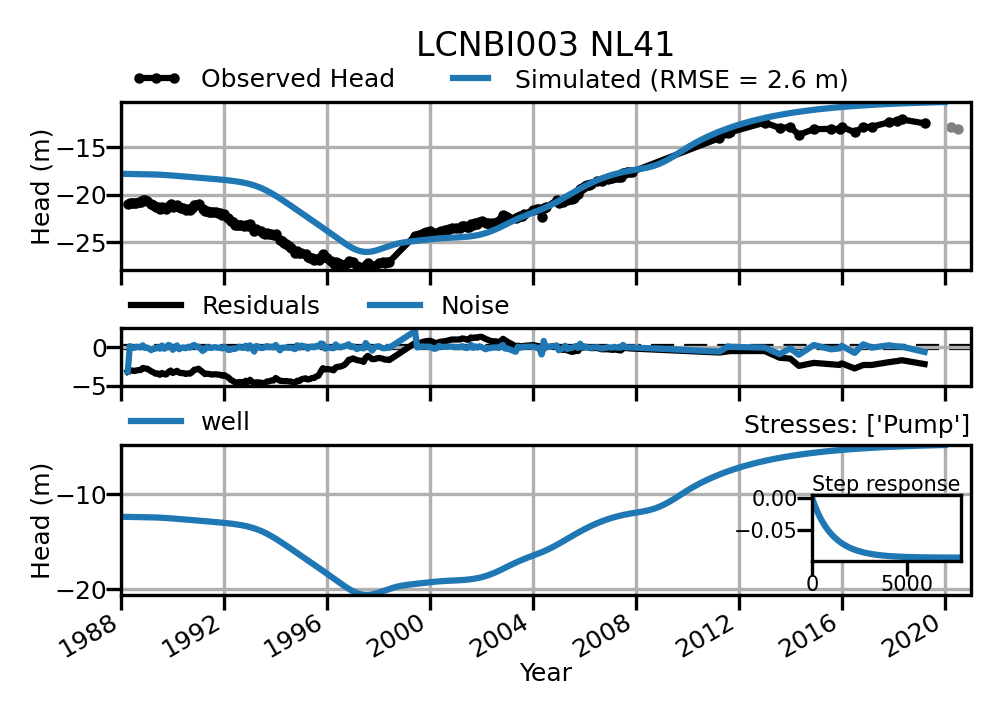 LCNBI003 NL41
Observed Head
Simulated (RMSE = 2.6 m)
Head (m)
−15
−20
−25
Residuals
Noise
0
−5
well
Stresses: ['Pump']
Head (m)
−10
−20
Step response
0.00
−0.05
0
5000
1988
1992
1996
2000
2004
2008
2012
2016
2020
Year